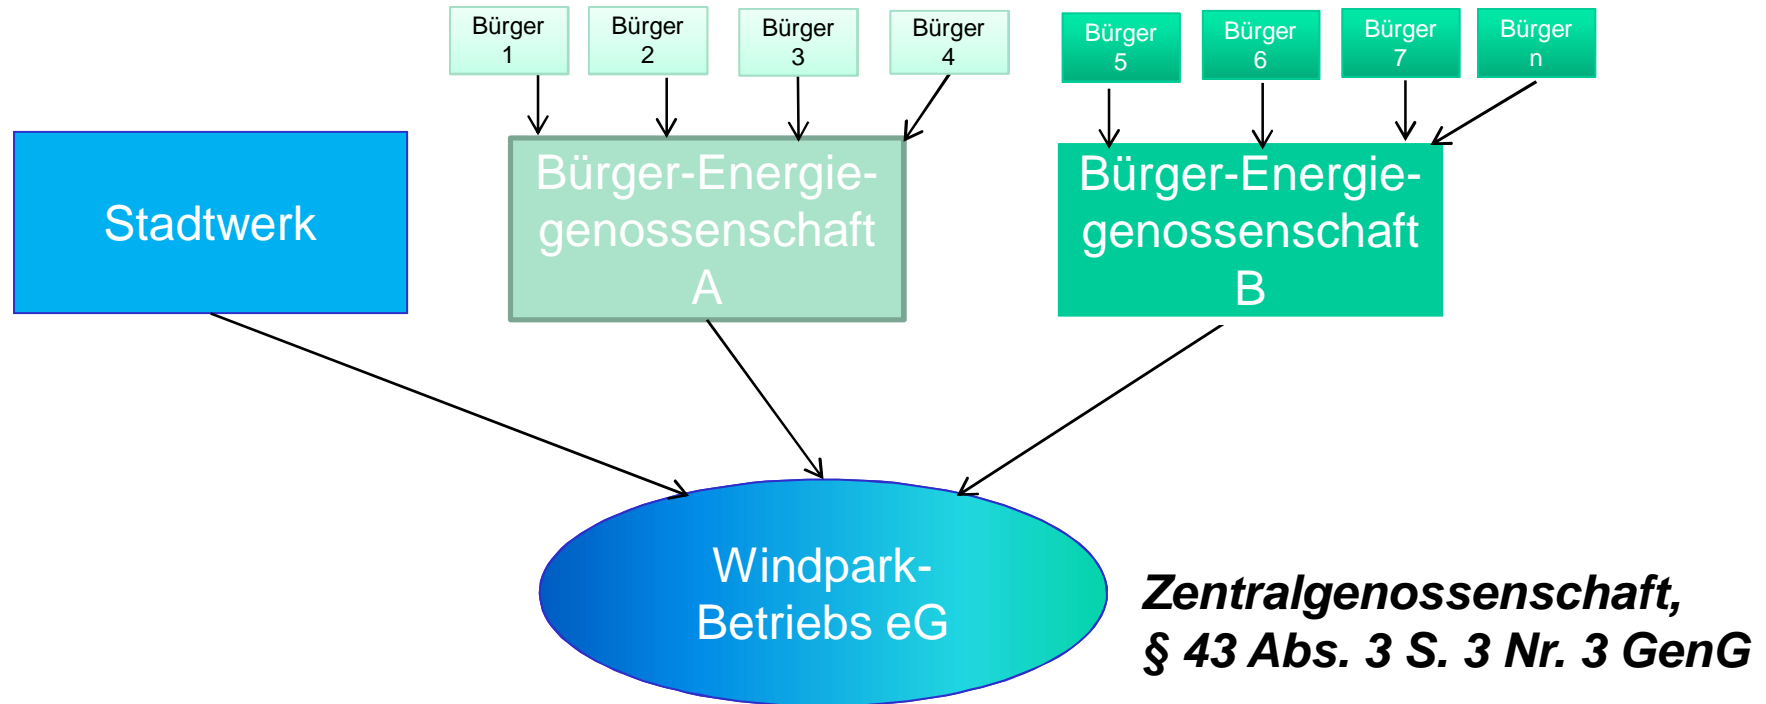 Bürger
1
Bürger
2
Bürger
3
Bürger
4
Bürger
5
Bürger
6
Bürger
7
Bürger
n
Stadtwerk
Bürger-Energie-
genossenschaft
A
Bürger-Energie-
genossenschaft
B
Windpark-
Betriebs eG
Zentralgenossenschaft,
§ 43 Abs. 3 S. 3 Nr. 3 GenG